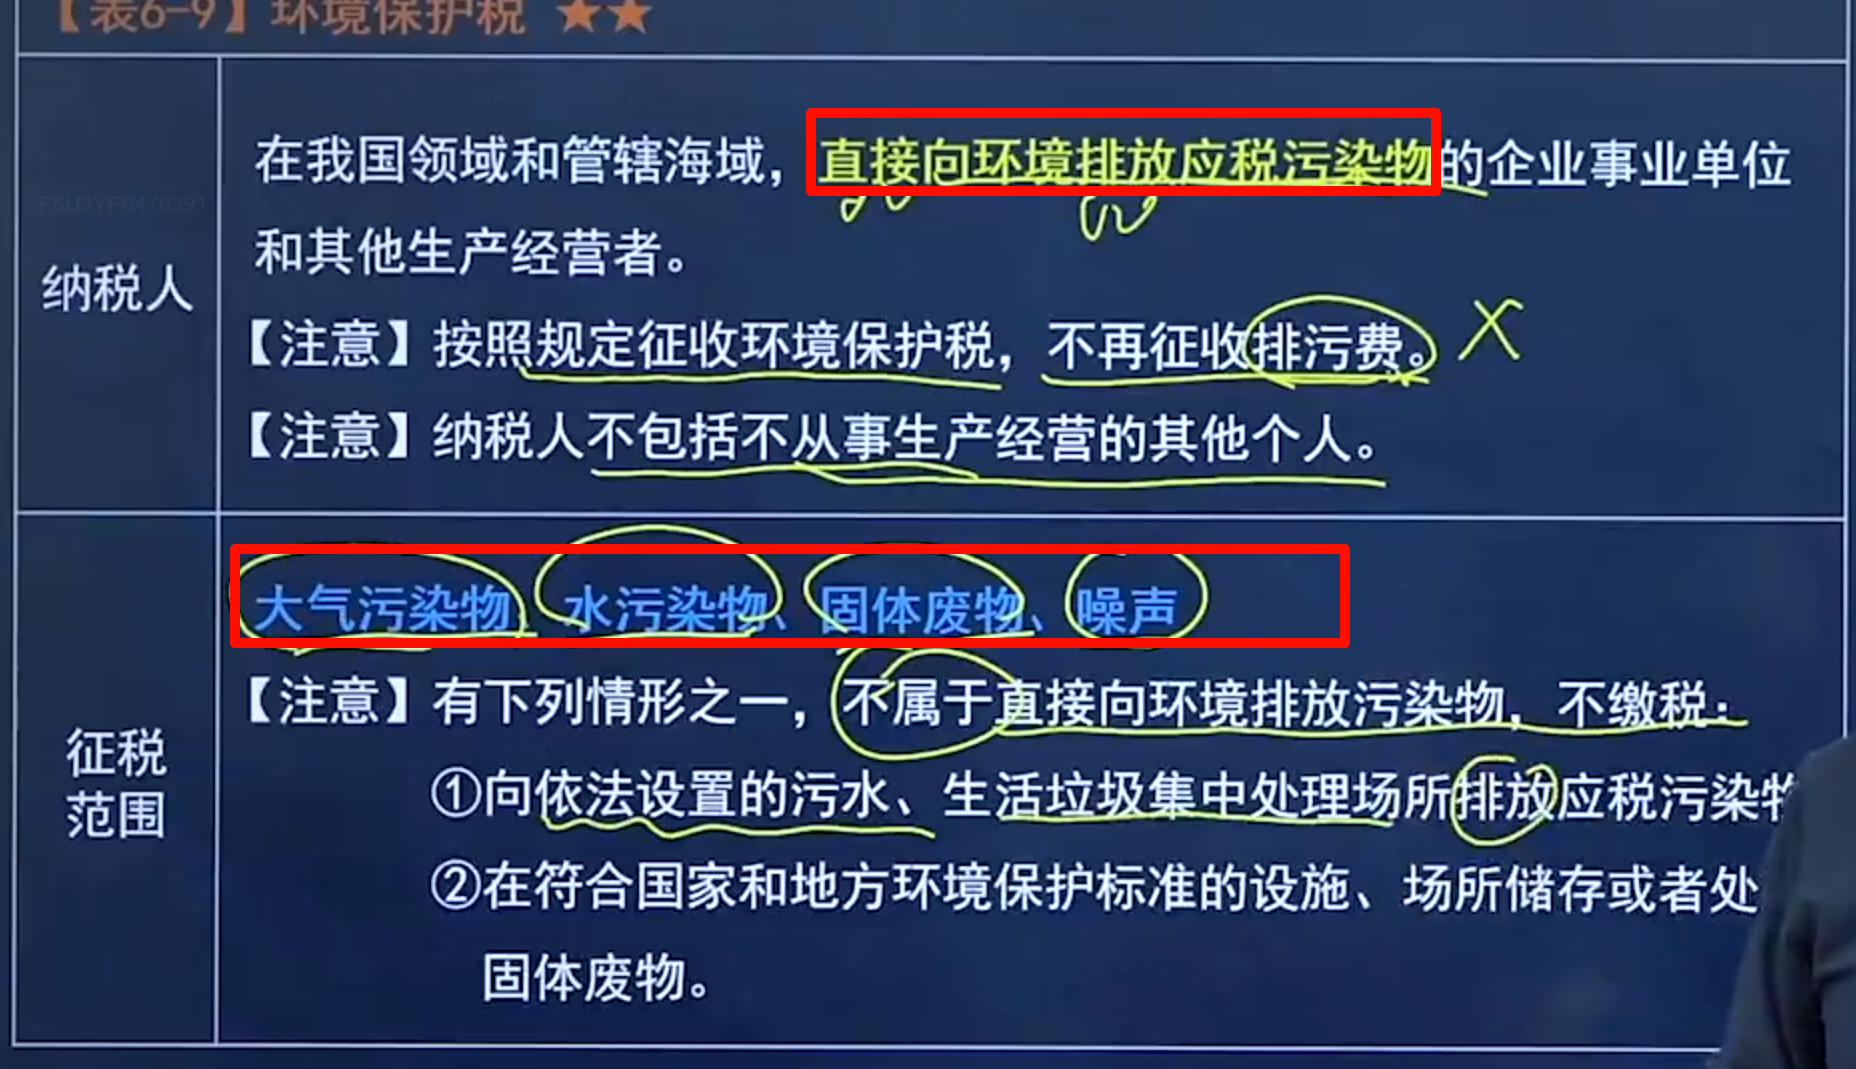 【表6-9】环境保护税 ★★
F8U3YP0476391
纳税人
在我国领域和管辖海域，直接向环境排放应税污染物的企业事业单位
和其他生产经营者。
【注意】按照规定征收环境保护税，不再征收排污费。
【注意】纳税人不包括不从事生产经营的其他个人。
征税
范围
大气污染物、水污染物、固体废物、噪声
【注意】有下列情形之一，不属于直接向环境排放污染物，不缴税：
①向依法设置的污水、生活垃圾集中处理场所排放应税污染物
②在符合国家和地方环境保护标准的设施、场所储存或者处
固体废物。